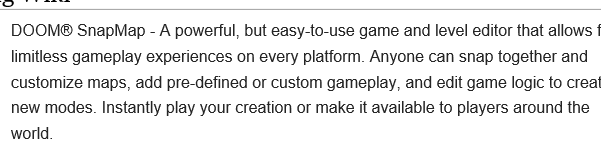 DOOM® SnapMap - A powerful, but easy-to-use game and level editor that allows
limitless gameplay experiences on every platform. Anyone can snap together and
customize maps, add pre-defined or custom gameplay, and edit game logic to
new modes. Instantly play your creation or make it available to players around the
world.